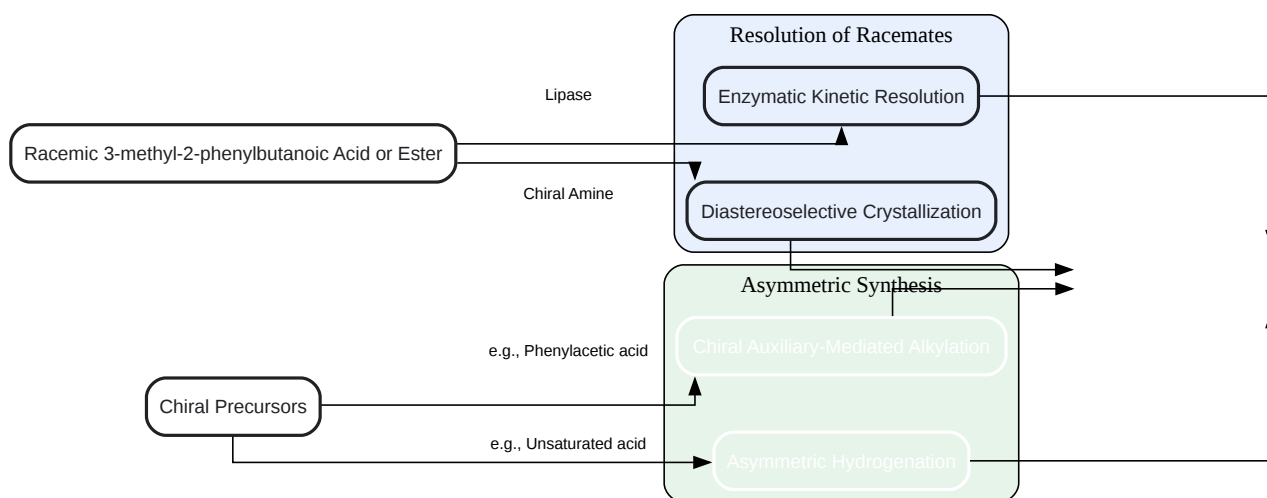 Resolution of Racemates
Lipase
Enzymatic Kinetic Resolution
Racemic 3-methyl-2-phenylbutanoic Acid or Ester
Chiral Amine
Diastereoselective Crystallization
Asymmetric Synthesis
e.g., Phenylacetic acid
Chiral Auxiliary-Mediated Alkylation
Chiral Precursors
e.g., Unsaturated acid
Asymmetric Hydrogenation